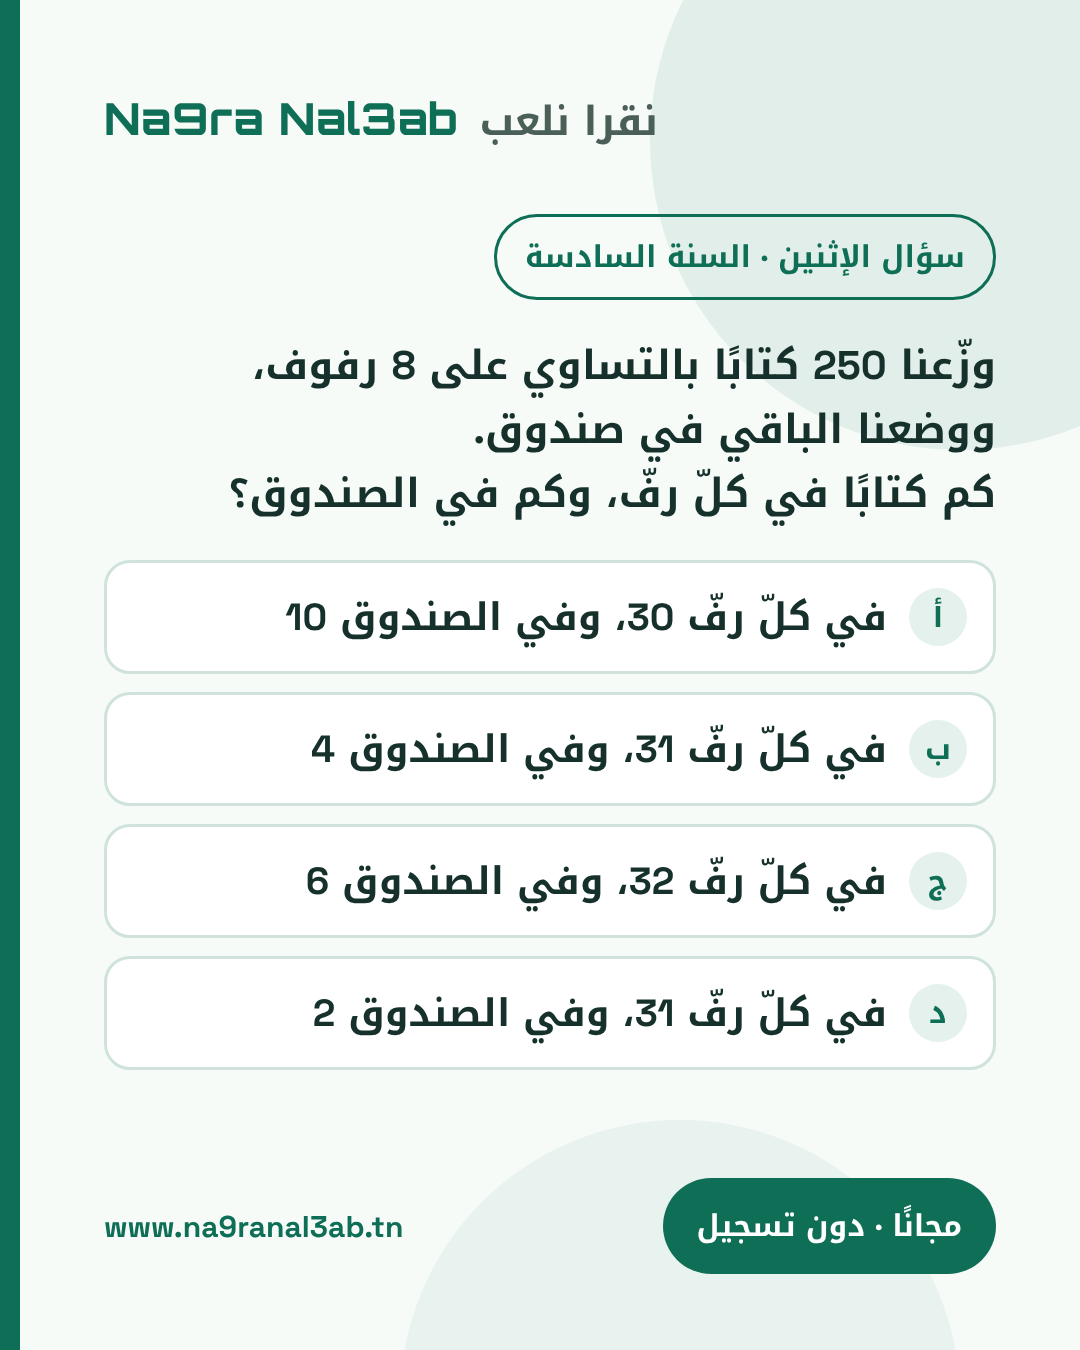 Na9ra Nal3ab نقرا نلعب
سؤال الإثنين · السنة السادسة
وزّعنا 250 كتابًا بالتساوي على 8 رفوف،
ووضعنا الباقي في صندوق.
كم كتابًا في كلّ رفّ، وكم في الصندوق؟
أ في كلّ رفّ 30، وفي الصندوق 10
ب في كلّ رفّ 31، وفي الصندوق 4
ج في كلّ رفّ 32، وفي الصندوق 6
د في كلّ رفّ 31، وفي الصندوق 2
مجانًا · دون تسجيل
www.na9ranal3ab.tn